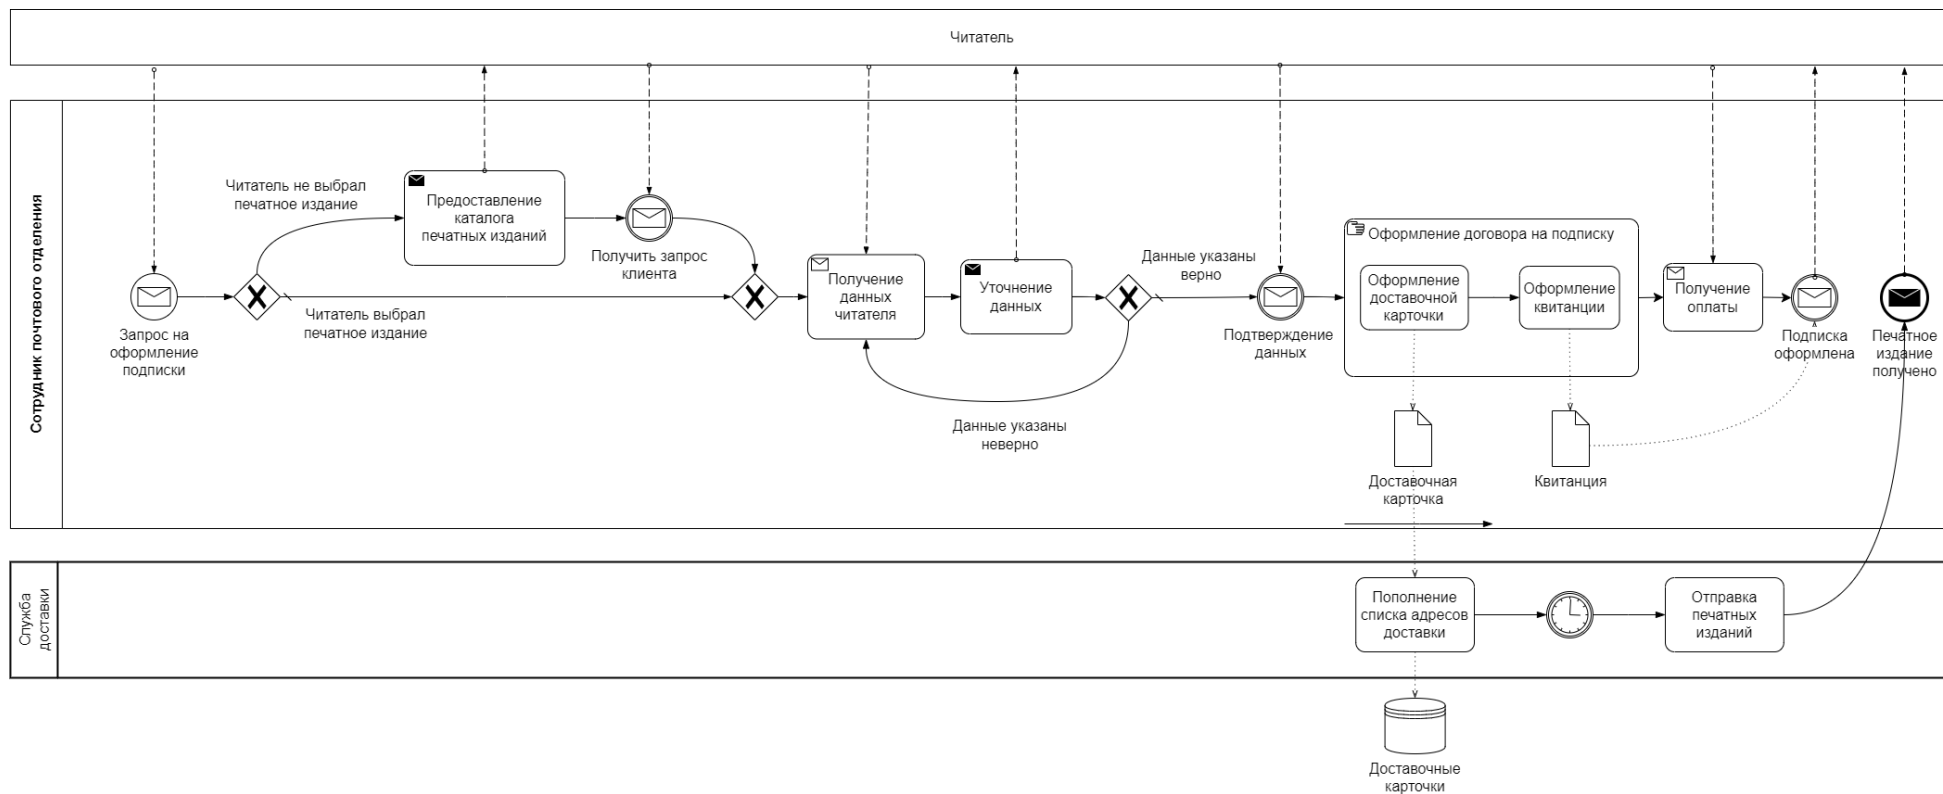 Читатель
Сотрудник почтового отделения
Читатель не выбрал
печатное издание
Предоставление
каталога
печатных изданий
Получить запрос
клиента
Запрос на
оформление
подписки
Читатель выбрал
печатное издание
Получение
данных
читателя
Уточнение
данных
Данные указаны
верно
Данные указаны
неверно
Подтверждение
данных
Оформление договора на подписку
Оформление
доставочной
карточки
Оформление
квитанции
Получение
оплаты
Подписка
оформлена
Печатное
издание
получено
Доставочная
карточка
Квитанция
Служба
доставки
Пополнение
списка адресов
доставки
Отправка
печатных
изданий
Доставочные
карточки